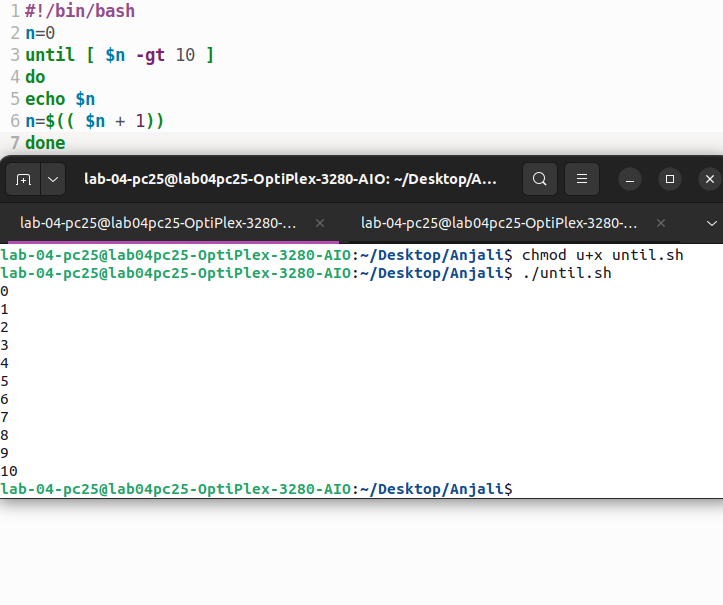 1 #!/bin/bash
2 n=0
3 until [ $n -gt 10 ]
4 do
5 echo $n
6 n=$(( $n + 1))
7 done
lab-04-pc25@lab04pc25-OptiPlex-3280-AIO: ~/Desktop/A...
lab-04-pc25@lab04pc25-OptiPlex-3280-... × lab-04-pc25@lab04pc25-OptiPlex-3280-... ×
lab-04-pc25@lab04pc25-OptiPlex-3280-AIO:~/Desktop/Anjali$ chmod u+x until.sh
lab-04-pc25@lab04pc25-OptiPlex-3280-AIO:~/Desktop/Anjali$ ./until.sh
0
1
2
3
4
5
6
7
8
9
10
lab-04-pc25@lab04pc25-OptiPlex-3280-AIO:~/Desktop/Anjali$